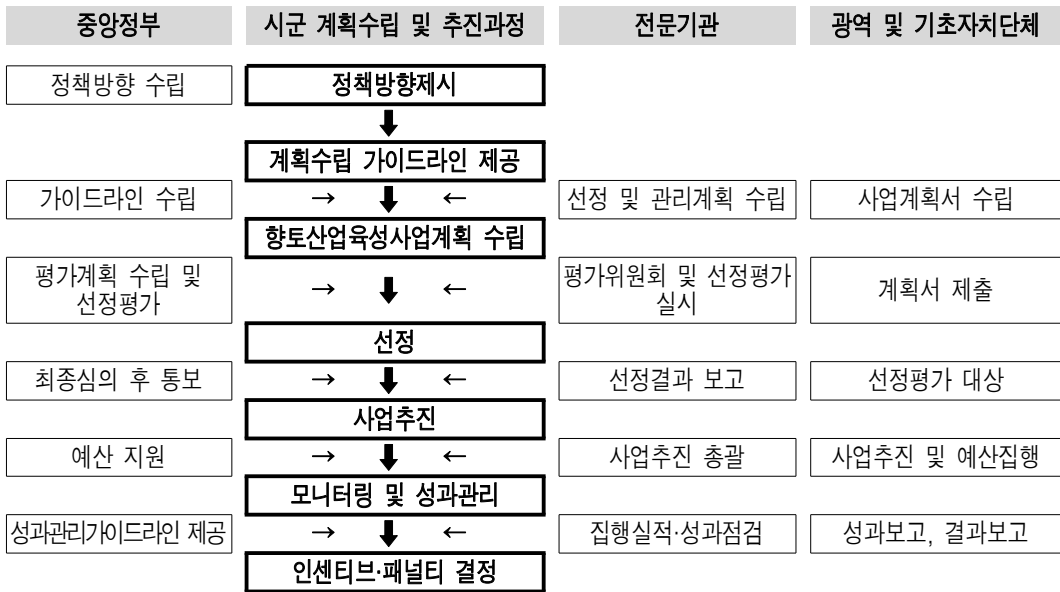 중앙정부 시군 계획수립 및 추진과정 전문기관 광역 및 기초자치단체
정책방향 수립 정책방향제시
⬇
계획수립 가이드라인 제공
가이드라인 수립 → ⬇ ← 선정 및 관리계획 수립 사업계획서 수립
향토산업육성사업계획 수립
평가계획 수립 및
선정평가
→ ⬇ ←
평가위원회 및 선정평가
실시
계획서 제출
선정
최종심의 후 통보 → ⬇ ← 선정결과 보고 선정평가 대상
사업추진
예산 지원 → ⬇ ← 사업추진 총괄 사업추진 및 예산집행
모니터링 및 성과관리
성과관리가이드라인 제공 → ⬇ ← 집행실적·성과점검 성과보고, 결과보고
인센티브·패널티 결정